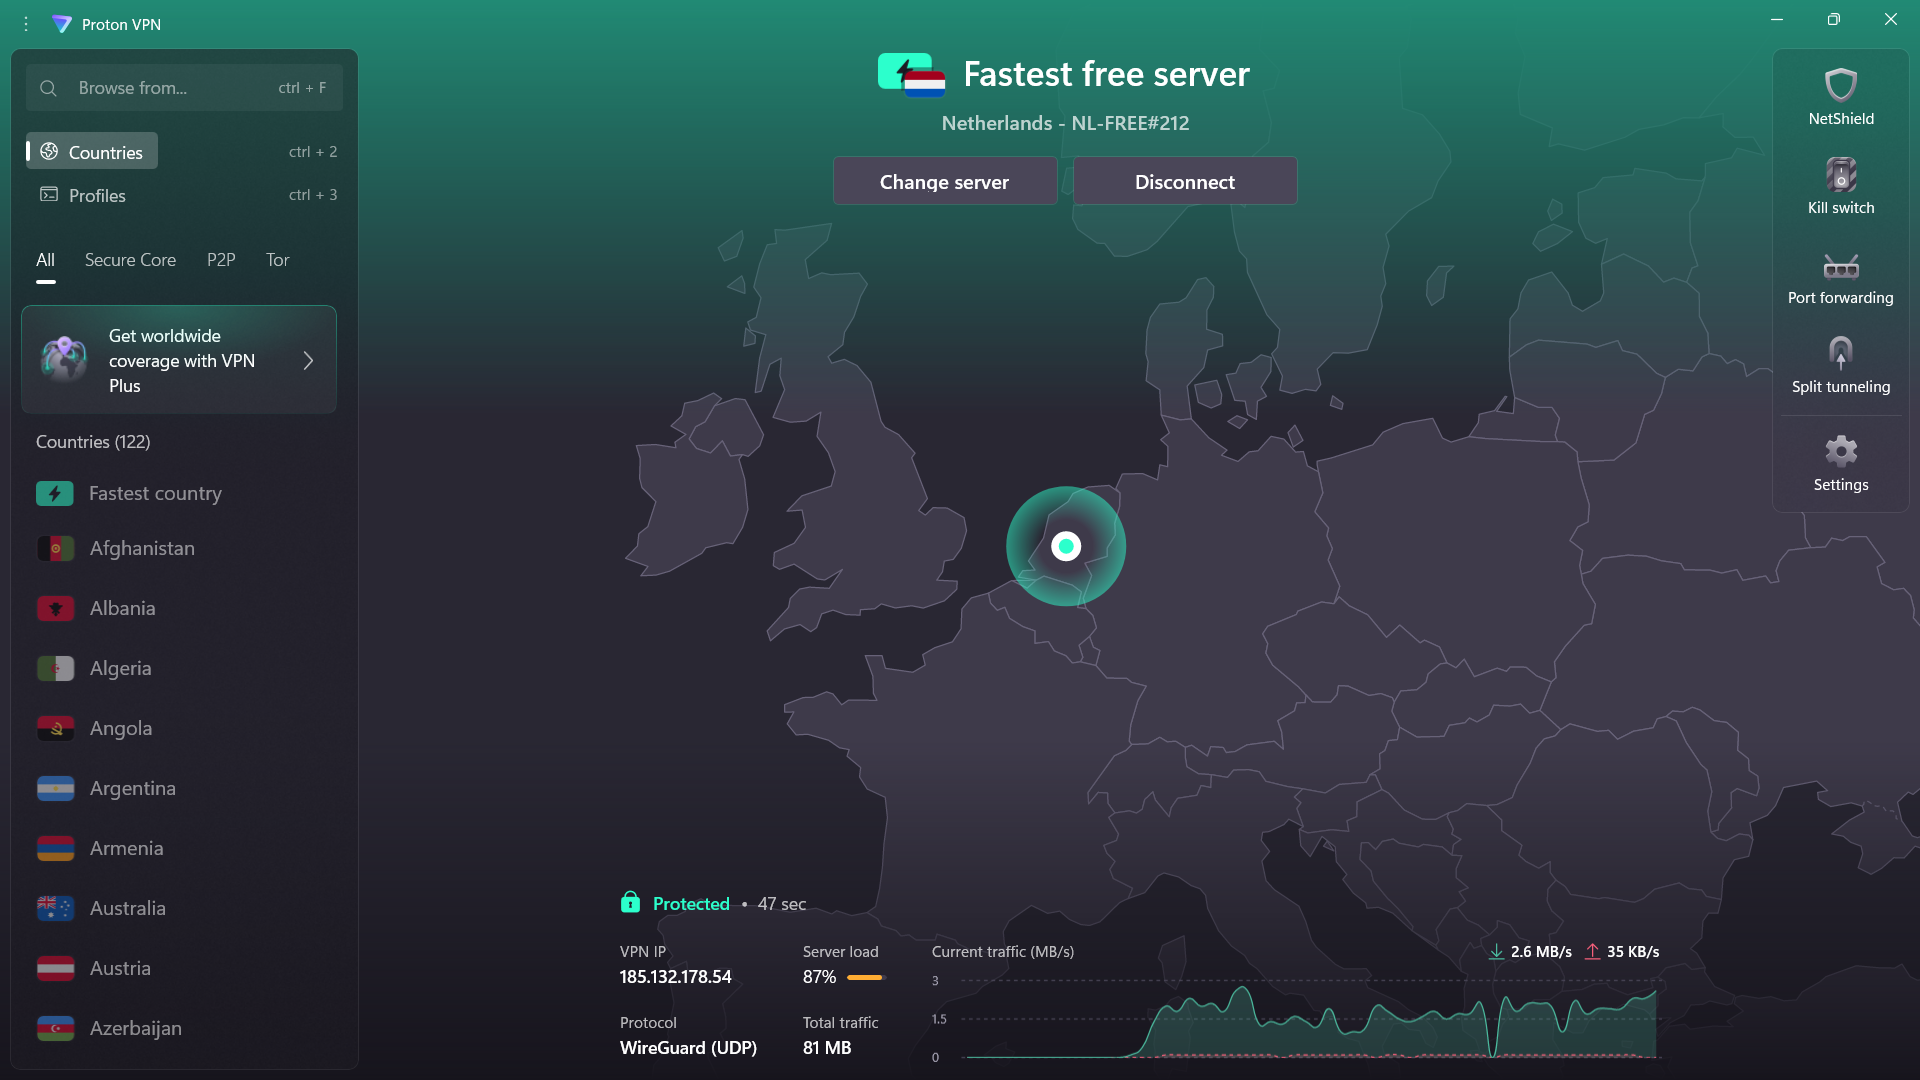 Proton VPN
Browse from...
ctrl + F
Countries
ctrl + 2
Profiles
ctrl + 3
All
Secure Core
P2P
Tor
Get worldwide
coverage with VPN
Plus
Countries (122)
Fastest country
Afghanistan
Albania
Algeria
Angola
Argentina
Armenia
Australia
Austria
Azerbaijan
Fastest free server
Netherlands - NL-FREE#212
Change server
Disconnect
Protected • 47 sec
VPN IP
185.132.178.54
Server load
87%
Protocol
WireGuard (UDP)
Total traffic
81 MB
Current traffic (MB/s)
2.6 MB/s
35 KB/s
3
1.5
0
NetShield
Kill switch
Port forwarding
Split tunneling
Settings